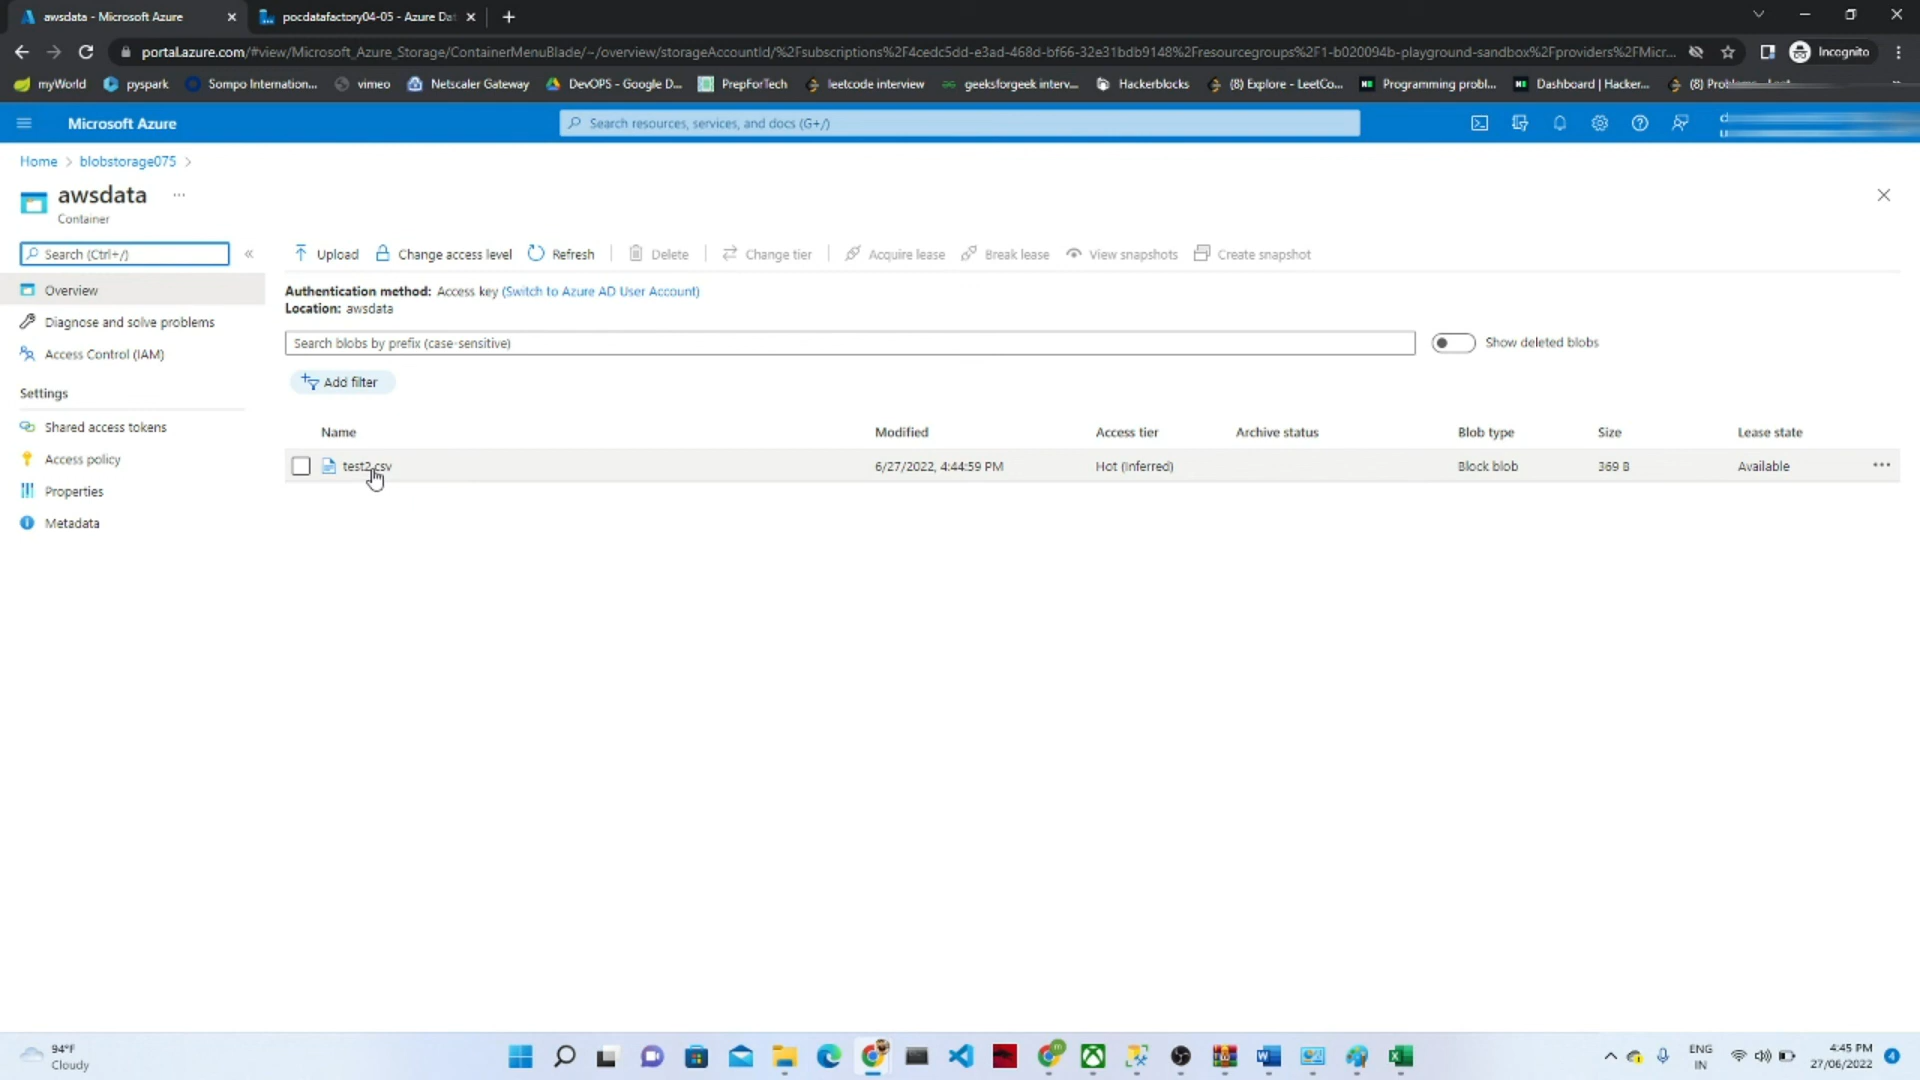 awsdata - Microsoft Azure
pocdatafactory04-05 - Azure Dat
portal.azure.com/#view/Microsoft_Azure_Storage/ContainerMenuBlade/~/overview/storageAccountId/%2Fsubscriptions%2F4cedc5dd-e3ad-468d-bf66-32e31bdb9148%2Fresourcegroups%2F1-b020094b-playground-sandbox%2Fproviders%2FMicr...
Incognito
myWorld
pyspark
Sompo Internation...
vimeo
Netscaler Gateway
DevOPS - Google D...
PrepForTech
leetcode interview
geeksforgeek interv...
Hackerblocks
(8) Explore - LeetCo...
Programming probl...
Dashboard | Hacker...
Microsoft Azure
Search resources, services, and docs (G+/)
Home > blobstorage075 >
awsdata ...
Container
Search (Ctrl+/)
«
Upload
Change access level
Refresh
Delete
Change tier
Acquire lease
Break lease
View snapshots
Create snapshot
Overview
Diagnose and solve problems
Access Control (IAM)
Settings
Shared access tokens
Access policy
Properties
Metadata
Authentication method: Access key (Switch to Azure AD User Account)
Location: awsdata
Search blobs by prefix (case-sensitive)
Show deleted blobs
Add filter
Name Modified Access tier Archive status Blob type Size Lease state
test2.csv 6/27/2022, 4:44:59 PM Hot (Inferred) Block blob 369 B Available ...
94°F
Cloudy
ENG
IN
4:45 PM
27/06/2022
4